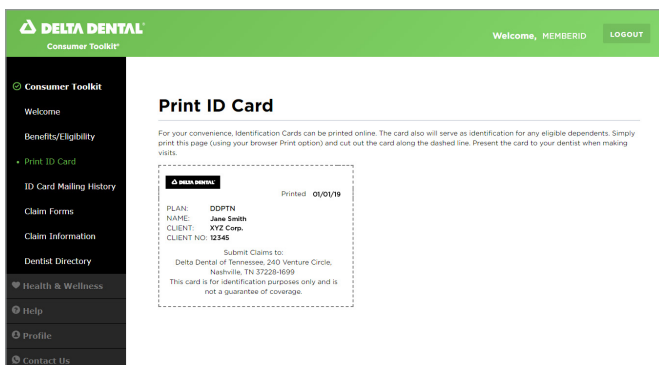 DELTA DENTAL
Consumer Toolkit
Welcome, MEMBERID
LOGOUT
Consumer Toolkit
Welcome
Benefits/Eligibility
Print ID Card
ID Card Mailing History
Claim Forms
Claim Information
Dentist Directory
Health & Wellness
Help
Profile
Contact Us
Print ID Card
For your convenience, Identification Cards can be printed online. The card also will serve as identification for any eligible dependents. Simply
print this page (using your browser Print option) and cut out the card along the dashed line. Present the card to your dentist when making
visits.
DELTA DENTAL
Printed 01/01/19
PLAN: DDPTN
NAME: Jane Smith
CLIENT: XYZ Corp.
CLIENT NO: 12345
Submit Claims to:
Delta Dental of Tennessee, 240 Venture Circle,
Nashville, TN 37228-1699
This card is for identification purposes only and is
not a guarantee of coverage.